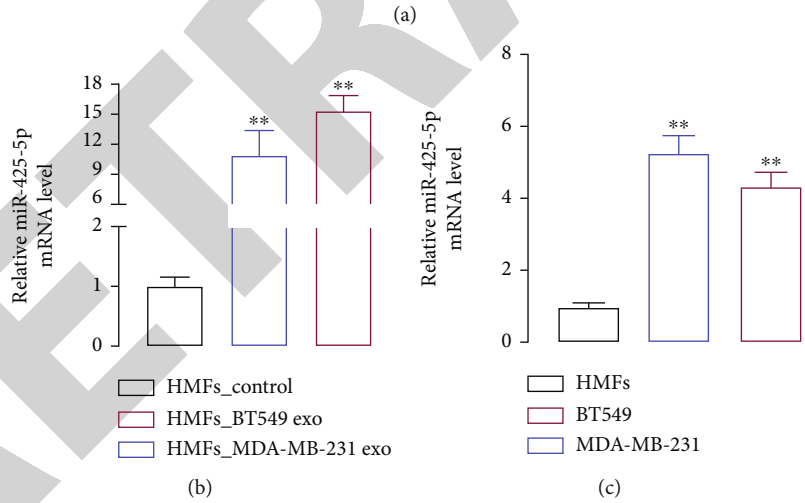 (a)
Relative miR-425-5p
mRNA level
18
15
12
9
6
2
1
0
**
**
HMFs_control
HMFs_BT549 exo
HMFs_MDA-MB-231 exo
(b)
Relative miR-425-5p
mRNA level
8
6
4
2
0
**
**
HMFs
BT549
MDA-MB-231
(c)